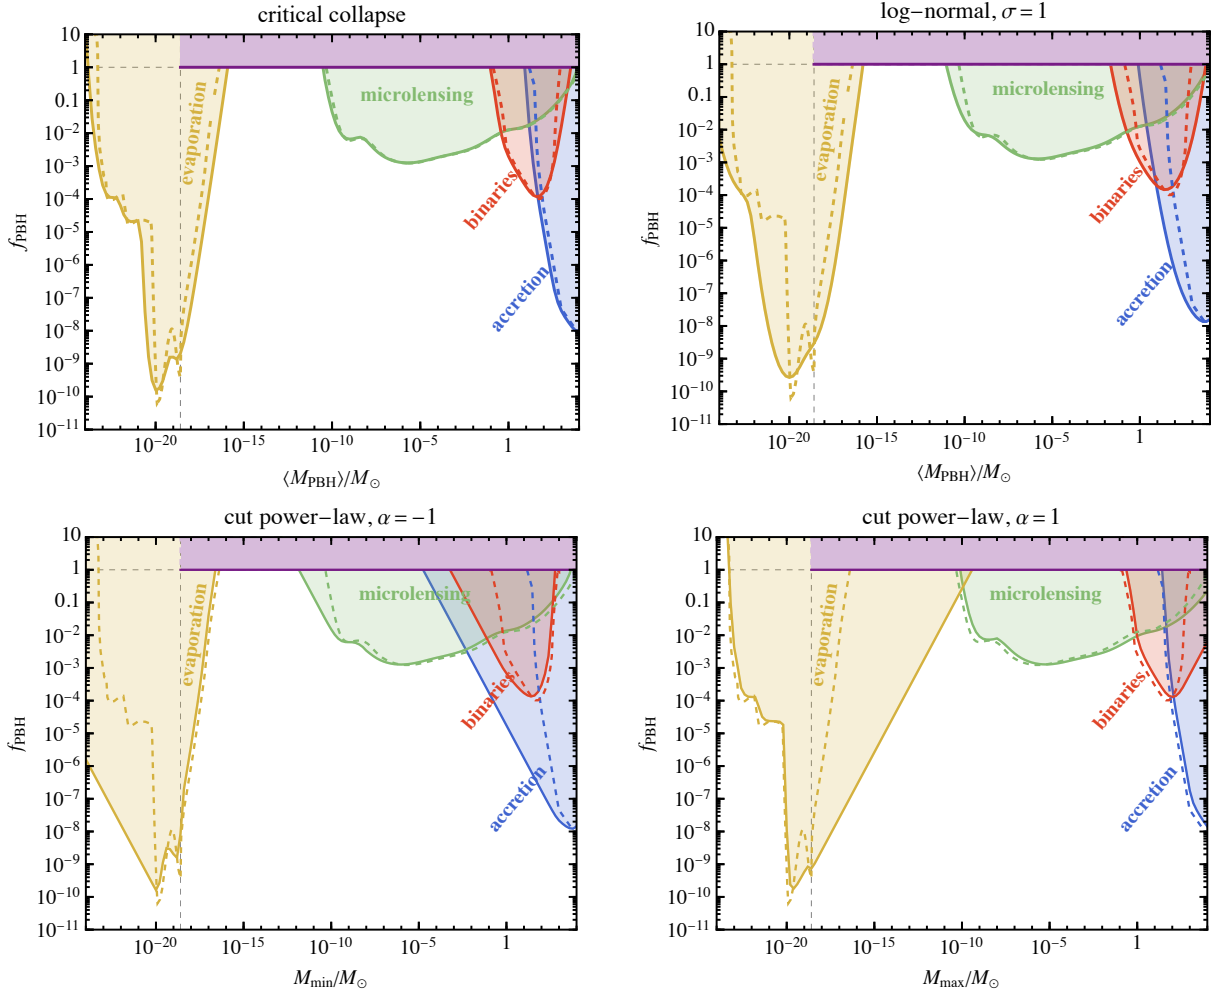 critical collapse
10
1
0.1
10⁻²
10⁻³
10⁻⁴
10⁻⁵
10⁻⁶
10⁻⁷
10⁻⁸
10⁻⁹
10⁻¹⁰
10⁻¹¹
f_PBH
evaporation
microlensing
binaries
accretion
10⁻²⁰ 10⁻¹⁵ 10⁻¹⁰ 10⁻⁵ 1
⟨M_PBH⟩/M_⊙
log−normal, σ = 1
10
1
0.1
10⁻²
10⁻³
10⁻⁴
10⁻⁵
10⁻⁶
10⁻⁷
10⁻⁸
10⁻⁹
10⁻¹⁰
10⁻¹¹
f_PBH
evaporation
microlensing
binaries
accretion
10⁻²⁰ 10⁻¹⁵ 10⁻¹⁰ 10⁻⁵ 1
⟨M_PBH⟩/M_⊙
cut power−law, α = −1
10
1
0.1
10⁻²
10⁻³
10⁻⁴
10⁻⁵
10⁻⁶
10⁻⁷
10⁻⁸
10⁻⁹
10⁻¹⁰
10⁻¹¹
f_PBH
evaporation
microlensing
binaries
accretion
10⁻²⁰ 10⁻¹⁵ 10⁻¹⁰ 10⁻⁵ 1
M_min/M_⊙
cut power−law, α = 1
10
1
0.1
10⁻²
10⁻³
10⁻⁴
10⁻⁵
10⁻⁶
10⁻⁷
10⁻⁸
10⁻⁹
10⁻¹⁰
10⁻¹¹
f_PBH
evaporation
microlensing
binaries
accretion
10⁻²⁰ 10⁻¹⁵ 10⁻¹⁰ 10⁻⁵ 1
M_max/M_⊙